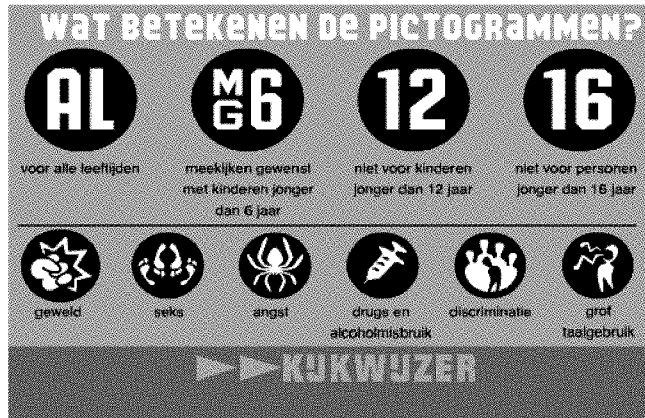 WAT BETEKENEN DE PICTOGRAMMEN?
AL
MG6
12
16
voor alle leeftijden
meekijken gewenst
met kinderen jonger
dan 6 jaar
niet voor kinderen
jonger dan 12 jaar
niet voor personen
jonger dan 16 jaar
geweld
seks
angst
drugs en
alcoholmisbruik
discriminatie
grof
taalgebruik
KIJKWIJZER